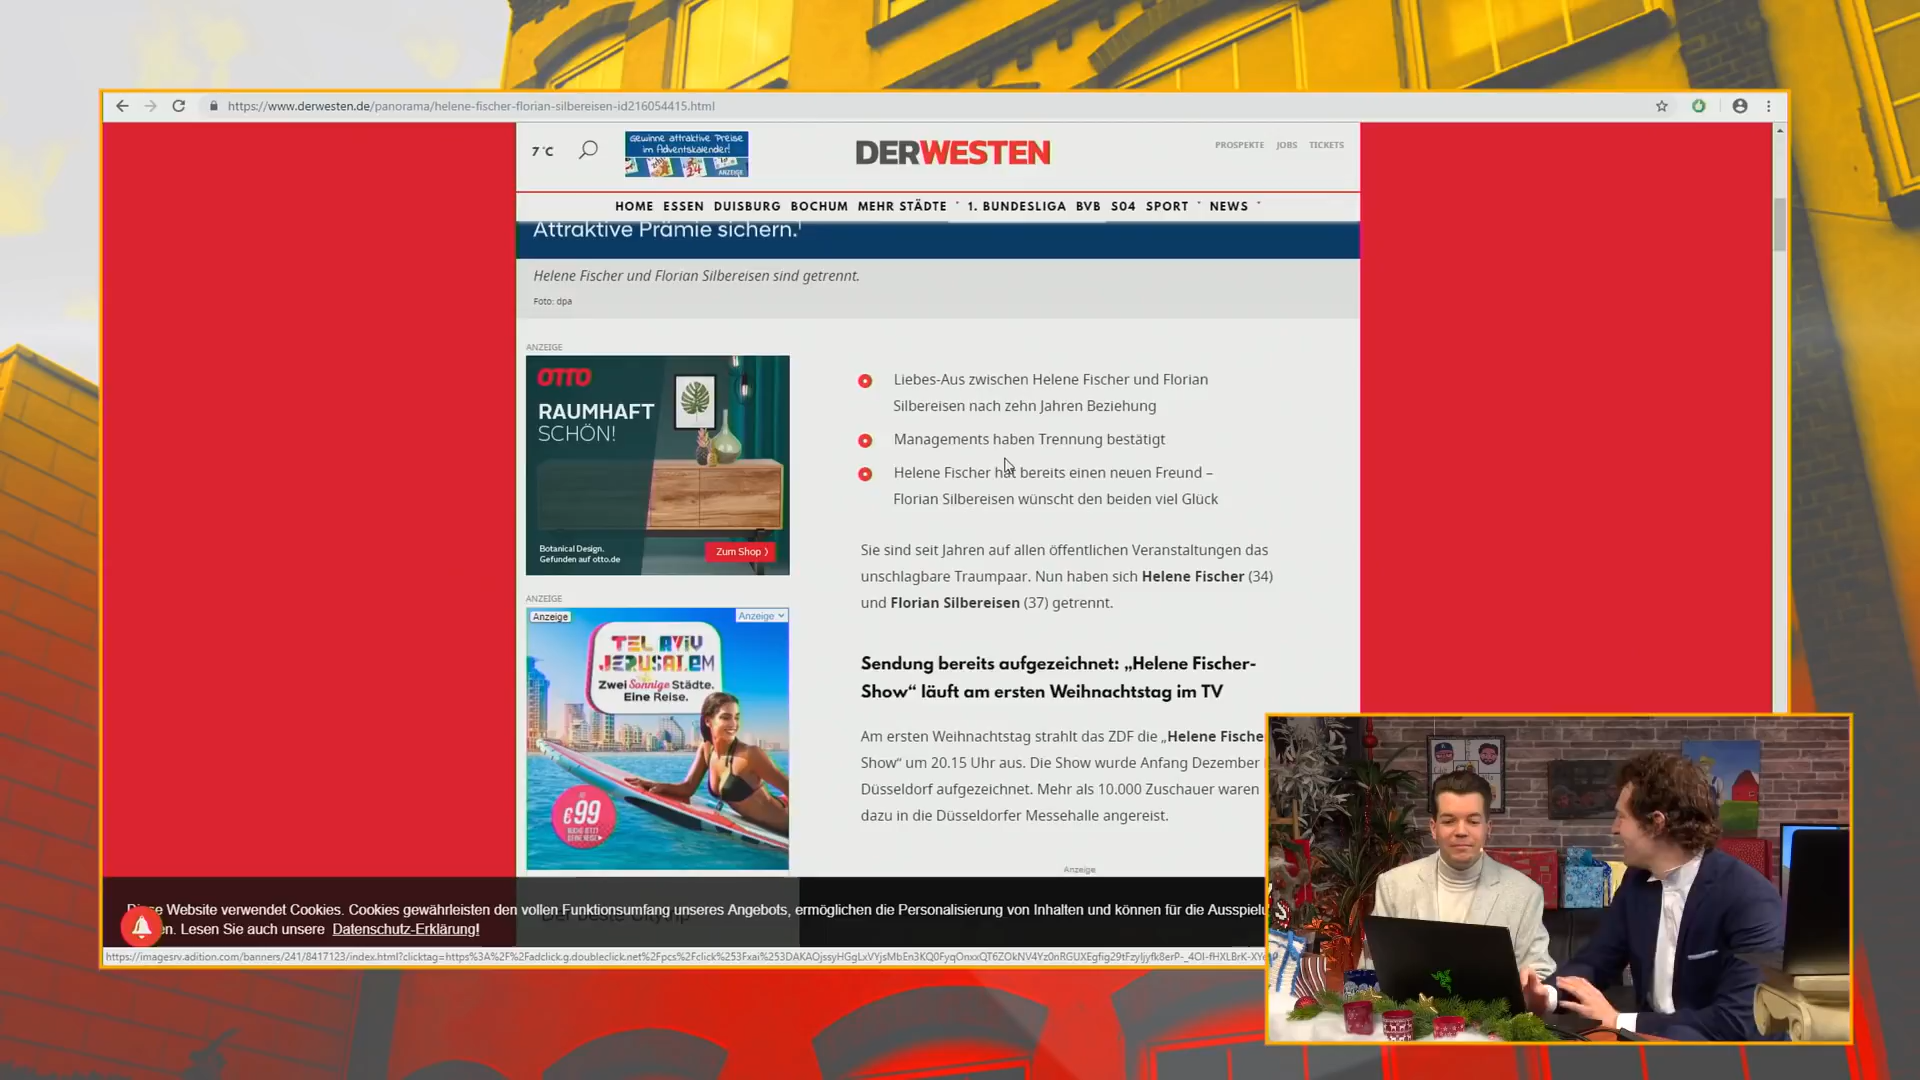 https://www.derwesten.de/panorama/helene-fischer-florian-silbereisen-id216054415.html
7 °C
Gewinne attraktive Preise
im Adventskalender!
24
ANZEIGE
DERWESTEN
PROSPEKTE JOBS TICKETS
HOME ESSEN DUISBURG BOCHUM MEHR STÄDTE 1. BUNDESLIGA BVB S04 SPORT NEWS
Attraktive Prämie sichern.¹
Helene Fischer und Florian Silbereisen sind getrennt.
Foto: dpa
ANZEIGE
OTTO
RAUMHAFT
SCHÖN!
Botanical Design.
Gefunden auf otto.de
Zum Shop
Liebes-Aus zwischen Helene Fischer und Florian
Silbereisen nach zehn Jahren Beziehung
Managements haben Trennung bestätigt
Helene Fischer hat bereits einen neuen Freund –
Florian Silbereisen wünscht den beiden viel Glück
Sie sind seit Jahren auf allen öffentlichen Veranstaltungen das
unschlagbare Traumpaar. Nun haben sich Helene Fischer (34)
und Florian Silbereisen (37) getrennt.
ANZEIGE
Anzeige
Anzeige
TEL AVIV
JERUSALEM
Zwei Sonnige Städte.
Eine Reise.
AB
€99
Sendung bereits aufgezeichnet: „Helene Fischer-
Show“ läuft am ersten Weihnachtstag im TV
Am ersten Weihnachtstag strahlt das ZDF die „Helene Fische
Show“ um 20.15 Uhr aus. Die Show wurde Anfang Dezember
Düsseldorf aufgezeichnet. Mehr als 10.000 Zuschauer waren
dazu in die Düsseldorfer Messehalle angereist.
Anzeige
Website verwendet Cookies. Cookies gewährleisten den vollen Funktionsumfang unseres Angebots, ermöglichen die Personalisierung von Inhalten und können für die Ausspielu
en. Lesen Sie auch unsere Datenschutz-Erklärung!